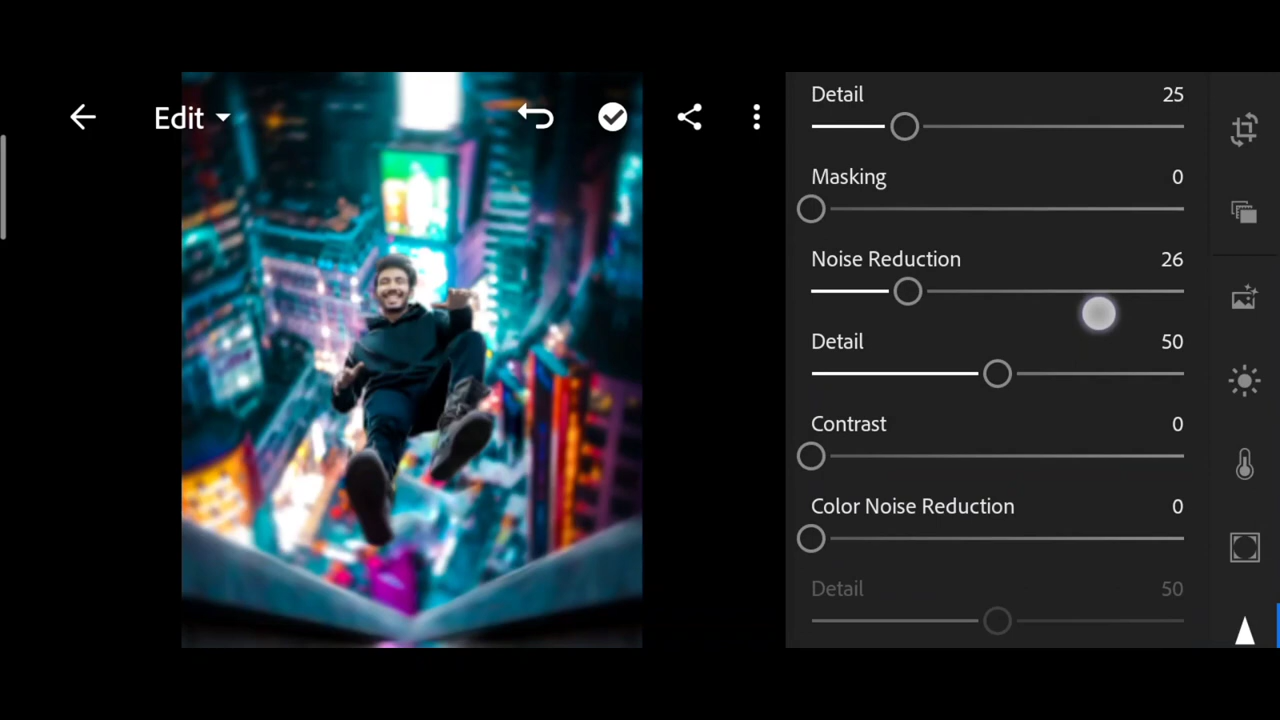 Edit
Detail 25
Masking 0
Noise Reduction 26
Detail 50
Contrast 0
Color Noise Reduction 0
Detail 50